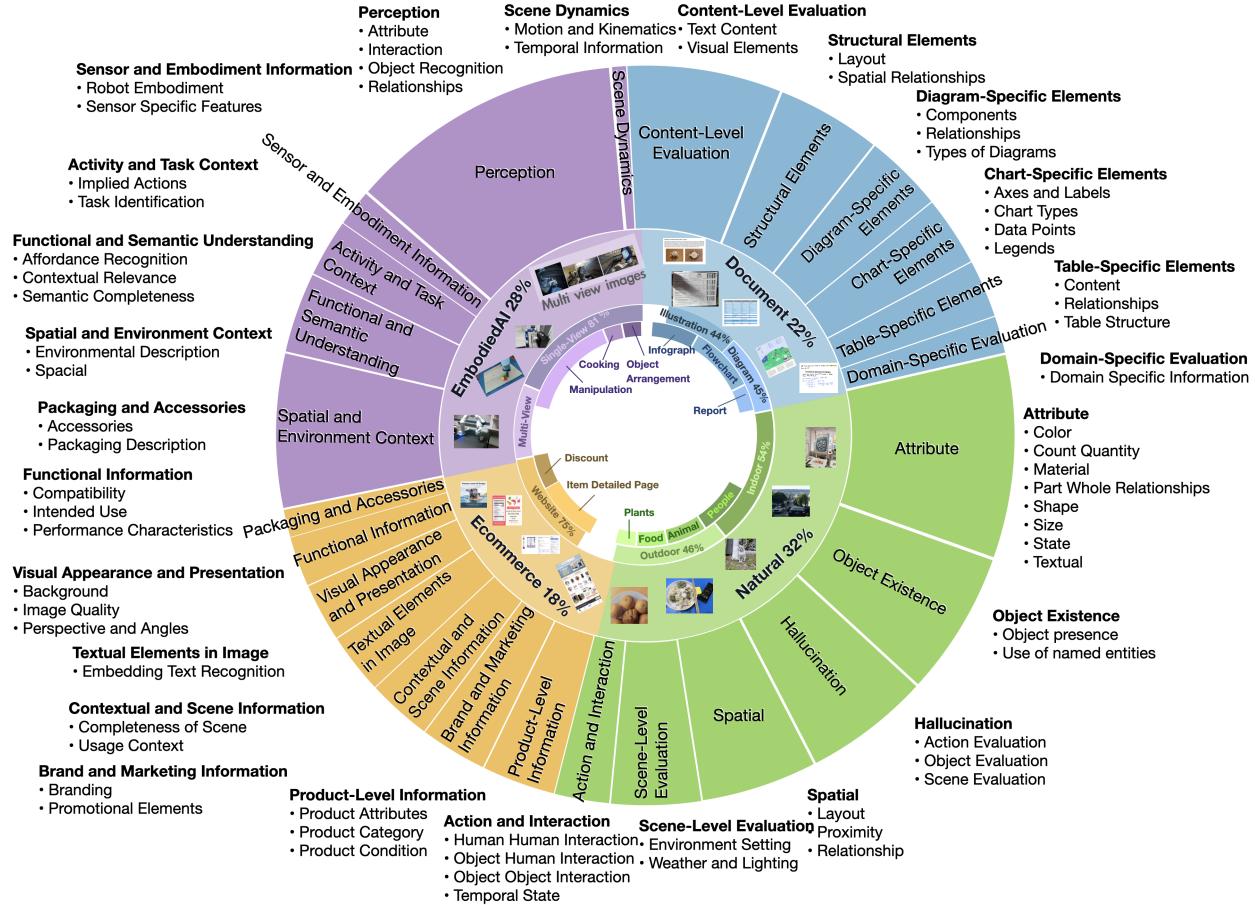 Perception
• Attribute
• Interaction
• Object Recognition
• Relationships
Scene Dynamics
• Motion and Kinematics
• Temporal Information
Content-Level Evaluation
• Text Content
• Visual Elements
Structural Elements
• Layout
• Spatial Relationships
Diagram-Specific Elements
• Components
• Relationships
• Types of Diagrams
Chart-Specific Elements
• Axes and Labels
• Chart Types
• Data Points
• Legends
Table-Specific Elements
• Content
• Relationships
• Table Structure
Domain-Specific Evaluation
• Domain Specific Information
Attribute
• Color
• Count Quantity
• Material
• Part Whole Relationships
• Shape
• Size
• State
• Textual
Object Existence
• Object presence
• Use of named entities
Hallucination
• Action Evaluation
• Object Evaluation
• Scene Evaluation
Spatial
• Layout
• Proximity
• Relationship
Scene-Level Evaluation
• Environment Setting
• Weather and Lighting
Action and Interaction
• Human Human Interaction
• Object Human Interaction
• Object Object Interaction
• Temporal State
Product-Level Information
• Product Attributes
• Product Category
• Product Condition
Brand and Marketing Information
• Branding
• Promotional Elements
Contextual and Scene Information
• Completeness of Scene
• Usage Context
Textual Elements in Image
• Embedding Text Recognition
Visual Appearance and Presentation
• Background
• Image Quality
• Perspective and Angles
Functional Information
• Compatibility
• Intended Use
• Performance Characteristics
Packaging and Accessories
• Accessories
• Packaging Description
Spatial and Environment Context
• Environmental Description
• Spacial
Functional and Semantic Understanding
• Affordance Recognition
• Contextual Relevance
• Semantic Completeness
Activity and Task Context
• Implied Actions
• Task Identification
Sensor and Embodiment Information
• Robot Embodiment
• Sensor Specific Features
Perception
Scene Dynamics
Content-Level
Evaluation
Structural Elements
Diagram-Specific
Elements
Chart-Specific
Elements
Table-Specific Elements
Domain-Specific Evaluation
Attribute
Object Existence
Hallucination
Spatial
Scene-Level
Evaluation
Action and Interaction
Product-Level
Information
Brand and Marketing
Information
Contextual and
Scene Information
Textual Elements
in Image
Visual Appearance
and Presentation
Functional Information
Packaging and Accessories
Spatial and
Environment Context
Functional and
Semantic
Understanding
Activity and Task
Context
Sensor and Embodiment Information
EmbodiedAI 28%
Multi view images
Single-View 81 %
Multi-View
Cooking
Object
Arrangement
Manipulation
Document 22%
Illustration 44%
Infograph
Diagram 45%
Flowchart
Report
Natural 32%
Indoor 54%
People
Outdoor 46%
Animal
Food
Plants
Ecommerce 18%
Website 75%
Discount
Item Detailed Page